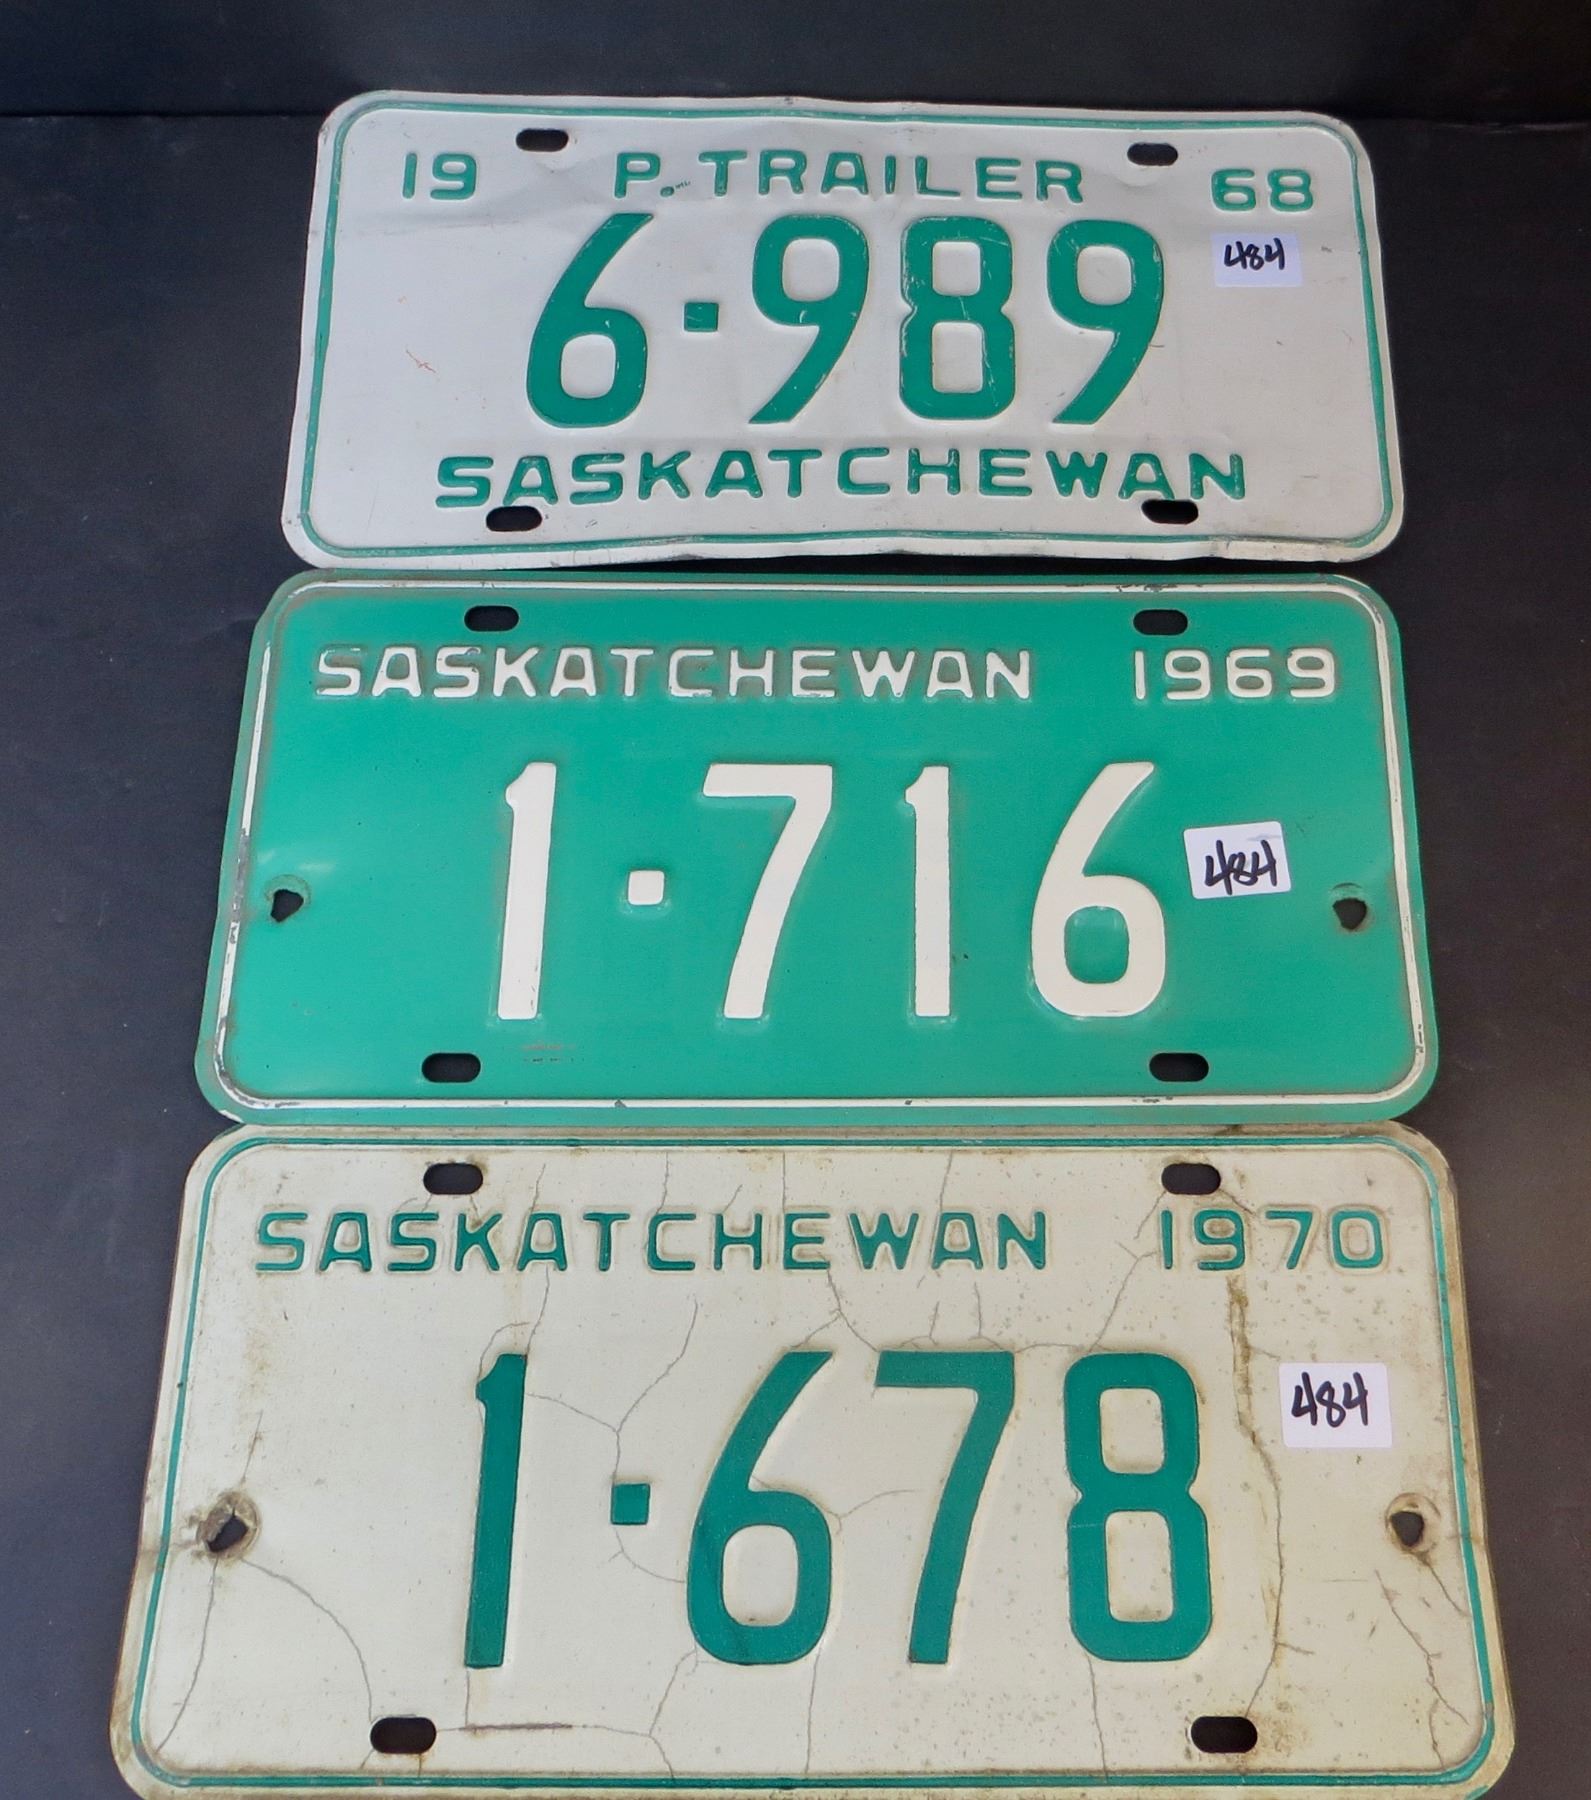 19 P. TRAILER 68
6·989 484
SASKATCHEWAN
SASKATCHEWAN 1969
1·716 484
SASKATCHEWAN 1970
1·678 484